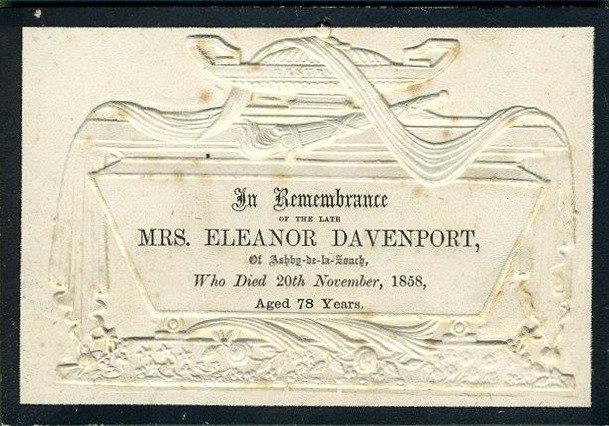 In Remembrance
OF THE LATE
MRS. ELEANOR DAVENPORT,
Of Ashby-de-la-Zouch,
Who Died 20th November, 1858,
Aged 78 Years.